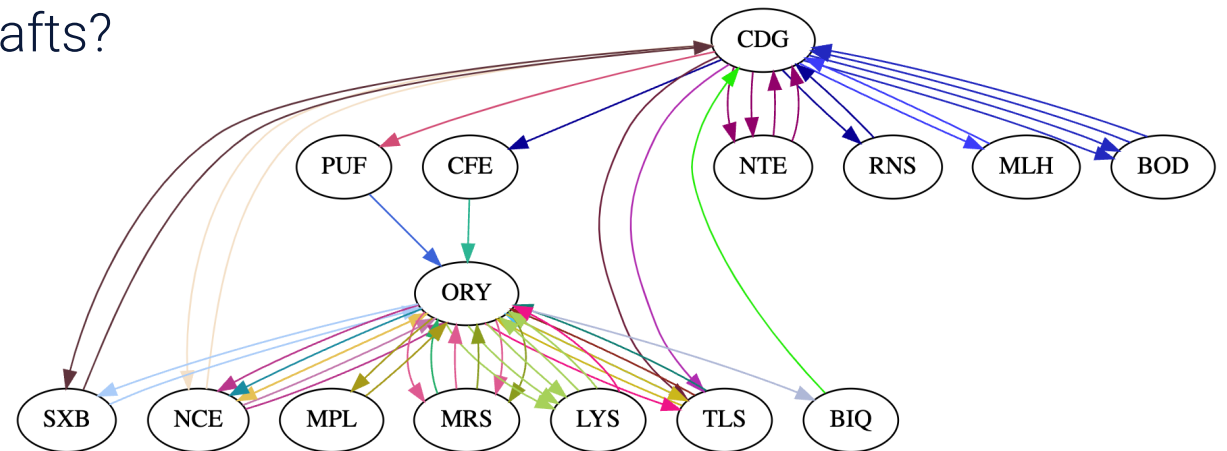 afts?
CDG
PUF CFE NTE RNS MLH BOD
ORY
SXB NCE MPL MRS LYS TLS BIQ